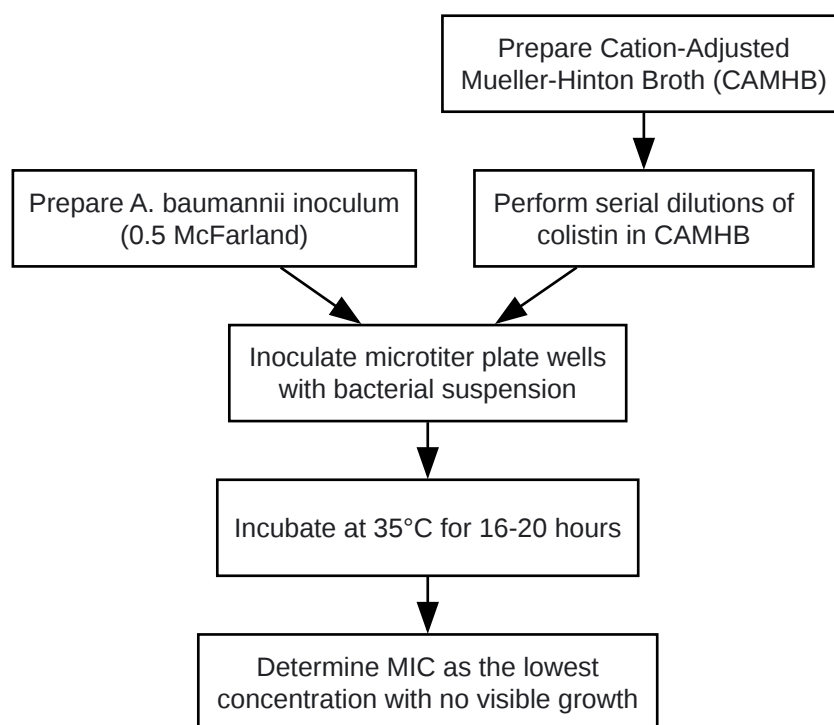 Prepare Cation-Adjusted
Mueller-Hinton Broth (CAMHB)
Prepare A. baumannii inoculum
(0.5 McFarland)
Perform serial dilutions of
colistin in CAMHB
Inoculate microtiter plate wells
with bacterial suspension
Incubate at 35°C for 16-20 hours
Determine MIC as the lowest
concentration with no visible growth